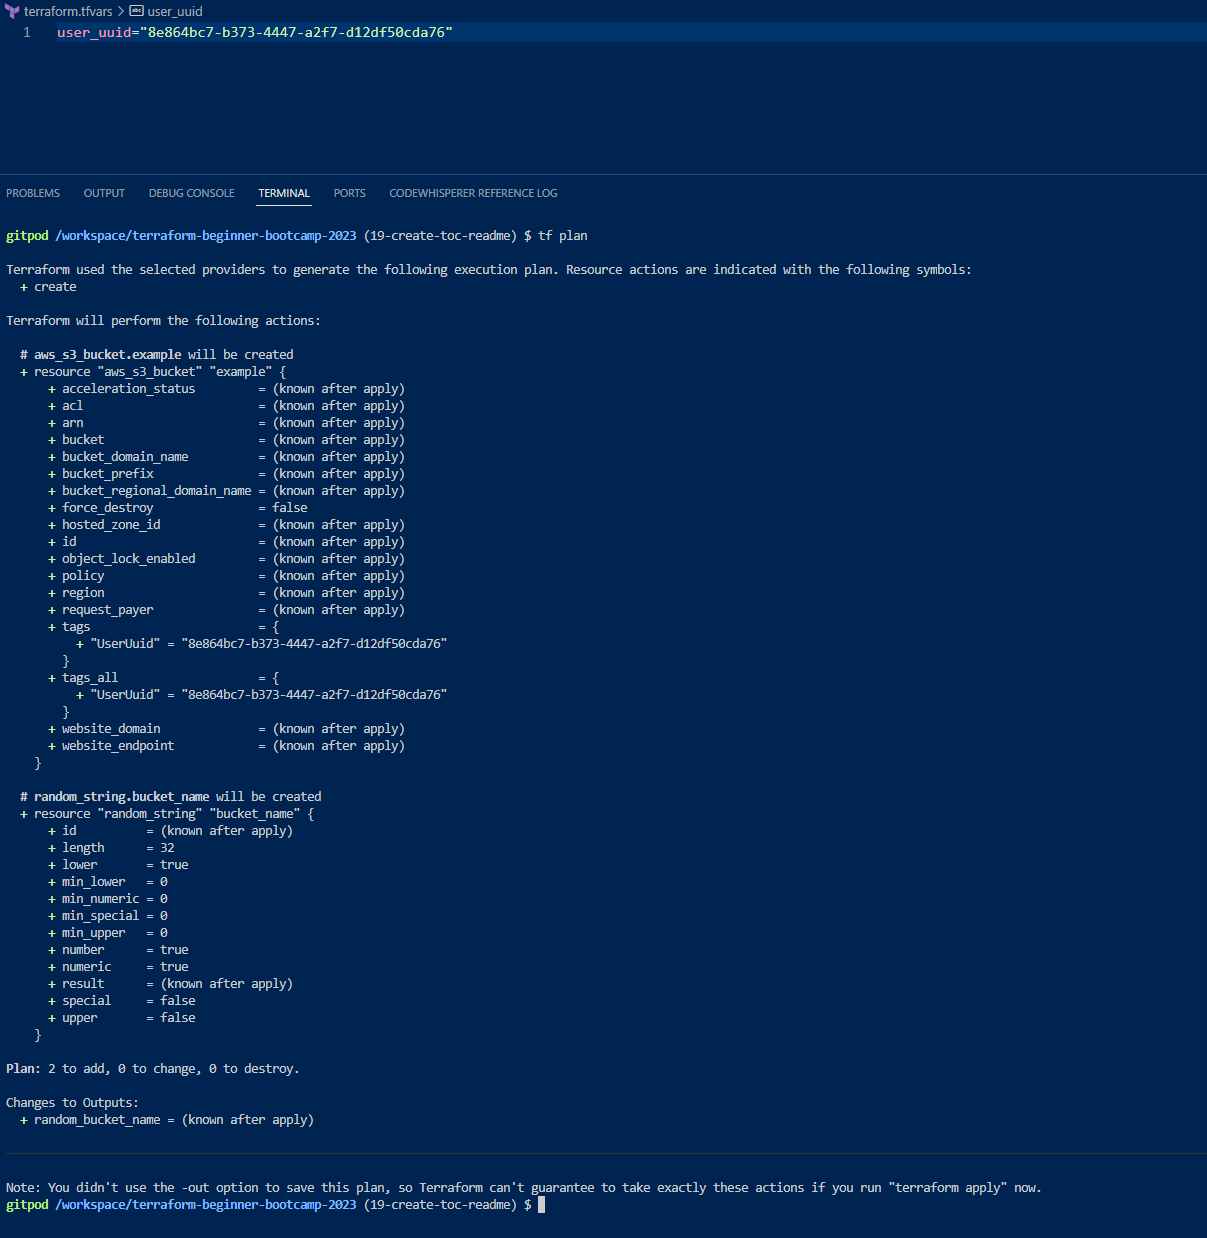 terraform.tfvars > abc user_uuid
1 user_uuid="8e864bc7-b373-4447-a2f7-d12df50cda76"
PROBLEMS OUTPUT DEBUG CONSOLE TERMINAL PORTS CODEWHISPERER REFERENCE LOG
gitpod /workspace/terraform-beginner-bootcamp-2023 (19-create-toc-readme) $ tf plan
Terraform used the selected providers to generate the following execution plan. Resource actions are indicated with the following symbols:
  + create
Terraform will perform the following actions:
  # aws_s3_bucket.example will be created
  + resource "aws_s3_bucket" "example" {
      + acceleration_status         = (known after apply)
      + acl                         = (known after apply)
      + arn                         = (known after apply)
      + bucket                      = (known after apply)
      + bucket_domain_name          = (known after apply)
      + bucket_prefix               = (known after apply)
      + bucket_regional_domain_name = (known after apply)
      + force_destroy               = false
      + hosted_zone_id              = (known after apply)
      + id                          = (known after apply)
      + object_lock_enabled         = (known after apply)
      + policy                      = (known after apply)
      + region                      = (known after apply)
      + request_payer               = (known after apply)
      + tags                        = {
          + "UserUuid" = "8e864bc7-b373-4447-a2f7-d12df50cda76"
        }
      + tags_all                    = {
          + "UserUuid" = "8e864bc7-b373-4447-a2f7-d12df50cda76"
        }
      + website_domain              = (known after apply)
      + website_endpoint            = (known after apply)
    }
  # random_string.bucket_name will be created
  + resource "random_string" "bucket_name" {
      + id          = (known after apply)
      + length      = 32
      + lower       = true
      + min_lower   = 0
      + min_numeric = 0
      + min_special = 0
      + min_upper   = 0
      + number      = true
      + numeric     = true
      + result      = (known after apply)
      + special     = false
      + upper       = false
    }
Plan: 2 to add, 0 to change, 0 to destroy.
Changes to Outputs:
  + random_bucket_name = (known after apply)
Note: You didn't use the -out option to save this plan, so Terraform can't guarantee to take exactly these actions if you run "terraform apply" now.
gitpod /workspace/terraform-beginner-bootcamp-2023 (19-create-toc-readme) $